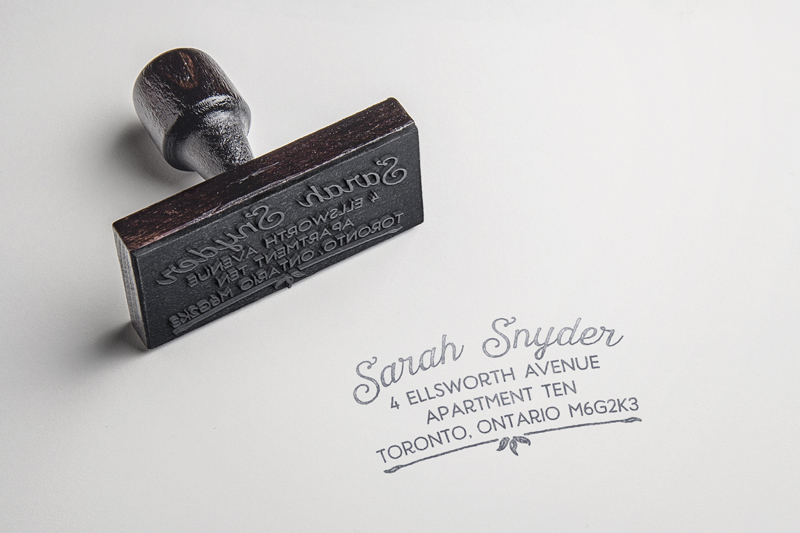 Sarah Snyder
4 ELLSWORTH AVENUE
APARTMENT TEN
TORONTO, ONTARIO M6G2K3
Sarah Snyder
4 ELLSWORTH AVENUE
APARTMENT TEN
TORONTO, ONTARIO M6G2K3